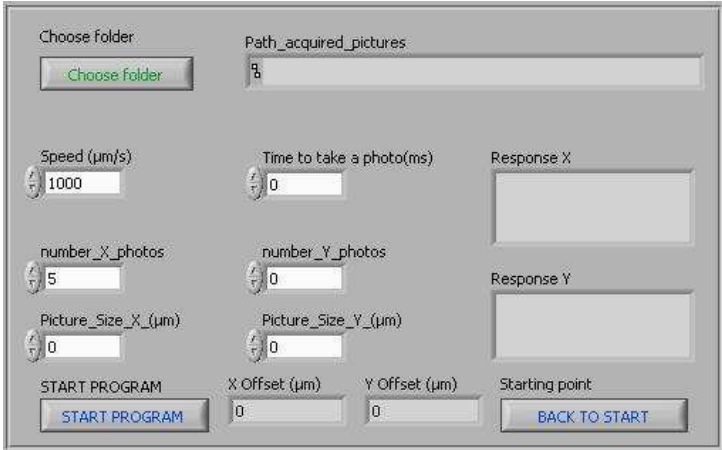 Choose folder
Path_acquired_pictures
Choose folder
Speed (µm/s)
Time to take a photo(ms)
Response X
1000
0
number_X_photos
number_Y_photos
5
0
Response Y
Picture_Size_X_(µm)
Picture_Size_Y_(µm)
0
0
START PROGRAM
X Offset (µm)
Y Offset (µm)
Starting point
START PROGRAM
0
0
BACK TO START